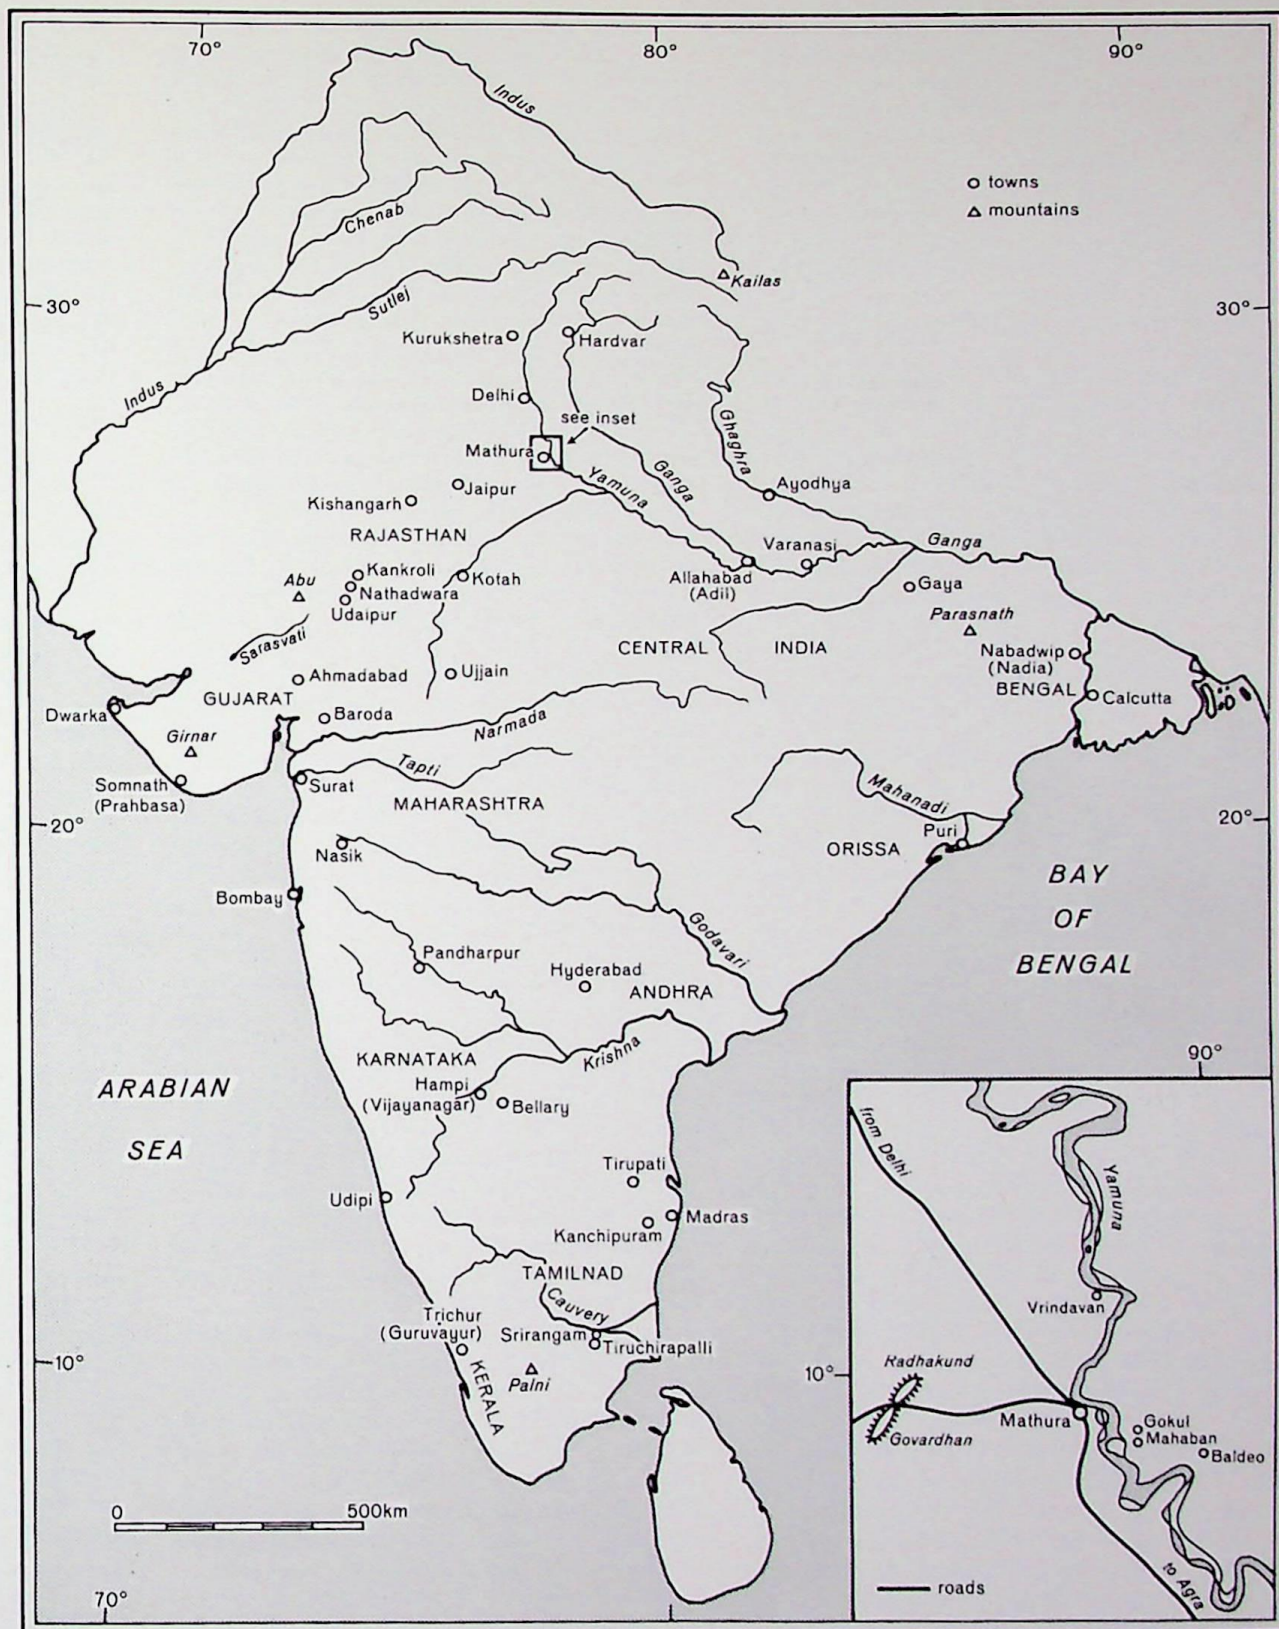 70°
80°
90°
Indus
towns
mountains
Chenab
Kailas
30°
30°
Sutlej
Kurukshetra
Hardvar
Indus
Delhi
see inset
Ghaghra
Mathura
Yamuna
Ganga
Ayodhya
Jaipur
Kishangarh
RAJASTHAN
Varanasi
Ganga
Abu
Kankroli
Kotah
Allahabad
(Adil)
Gaya
Nathadwara
Udaipur
Parasnath
Sarasvati
CENTRAL INDIA
Nabadwip
(Nadia)
Ahmadabad
Ujjain
BENGAL
GUJARAT
Calcutta
Dwarka
Baroda
Narmada
Girnar
Tapti
Somnath
(Prahbasa)
Surat
MAHARASHTRA
Mahanadi
20°
20°
Puri
Nasik
ORISSA
BAY
OF
BENGAL
Bombay
Godavari
Pandharpur
Hyderabad
ANDHRA
KARNATAKA
Krishna
90°
ARABIAN
SEA
Hampi
(Vijayanagar)
Bellary
from Delhi
Tirupati
Yamuna
Udipi
Madras
Kanchipuram
TAMILNAD
Cauvery
Vrindavan
Trichur
(Guruvayur)
Srirangam
Tiruchirapalli
10°
10°
Radhakund
Palni
KERALA
Mathura
Gokul
Mahaban
Govardhan
Baldeo
0 500km
to Agra
roads
70°